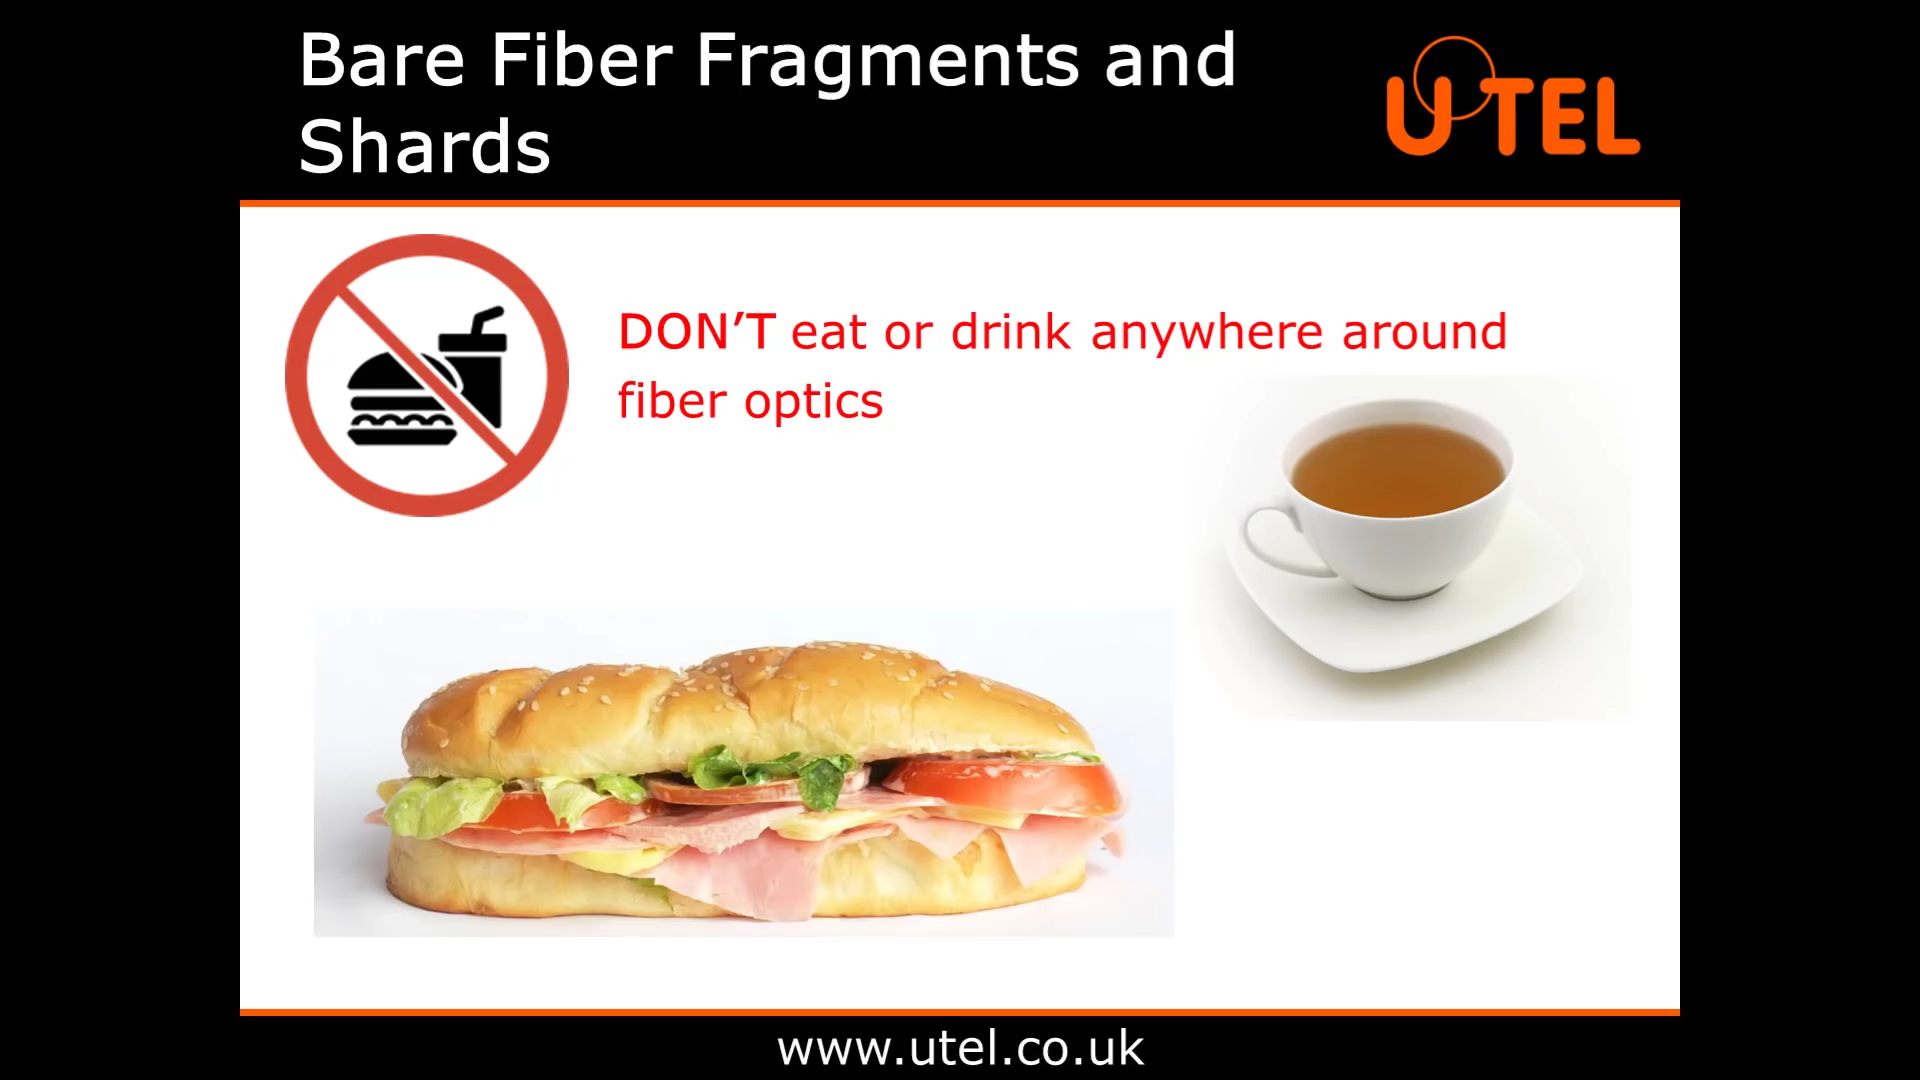 Bare Fiber Fragments and
Shards
UTEL
DON’T eat or drink anywhere around
fiber optics
www.utel.co.uk